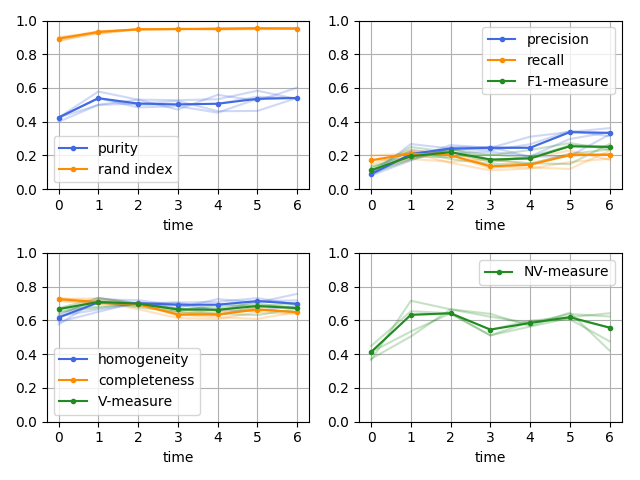 1.0
0.8
0.6
0.4
0.2
0.0
purity
rand index
0 1 2 3 4 5 6
time
1.0
0.8
0.6
0.4
0.2
0.0
precision
recall
F1-measure
0 1 2 3 4 5 6
time
1.0
0.8
0.6
0.4
0.2
0.0
homogeneity
completeness
V-measure
0 1 2 3 4 5 6
time
1.0
0.8
0.6
0.4
0.2
0.0
NV-measure
0 1 2 3 4 5 6
time